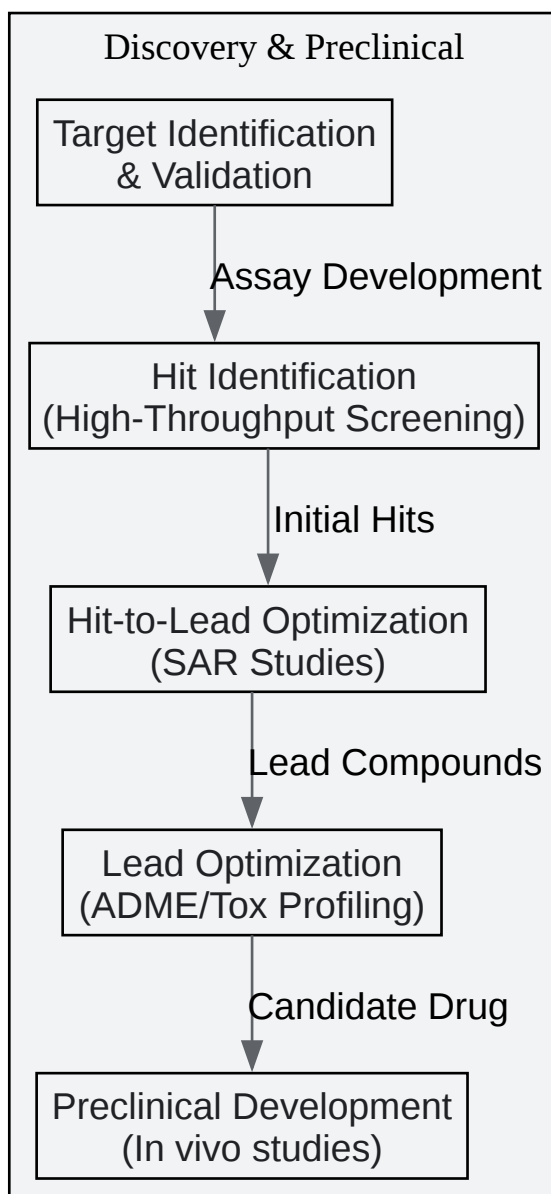 Discovery & Preclinical
Target Identification
& Validation
Assay Development
Hit Identification
(High-Throughput Screening)
Initial Hits
Hit-to-Lead Optimization
(SAR Studies)
Lead Compounds
Lead Optimization
(ADME/Tox Profiling)
Candidate Drug
Preclinical Development
(In vivo studies)